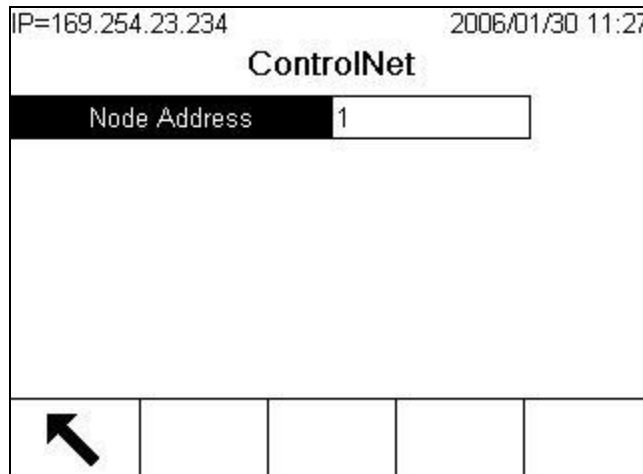 IP=169.254.23.234 2006/01/30 11:27
ControlNet
Node Address 1